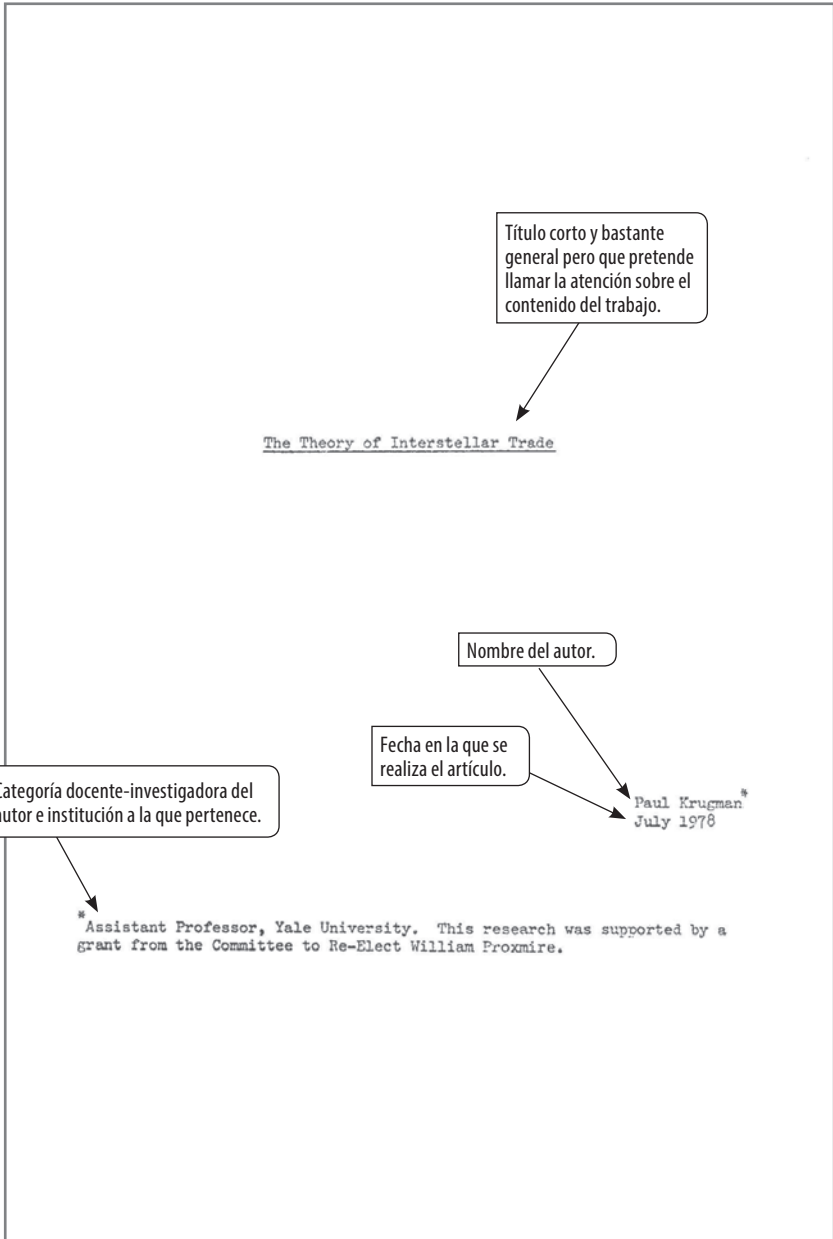 Título corto y bastante
general pero que pretende
llamar la atención sobre el
contenido del trabajo.
The Theory of Interstellar Trade
Nombre del autor.
Fecha en la que se
realiza el artículo.
Categoría docente-investigadora del
autor e institución a la que pertenece.
Paul Krugman*
July 1978
*Assistant Professor, Yale University. This research was supported by a
grant from the Committee to Re-Elect William Proxmire.